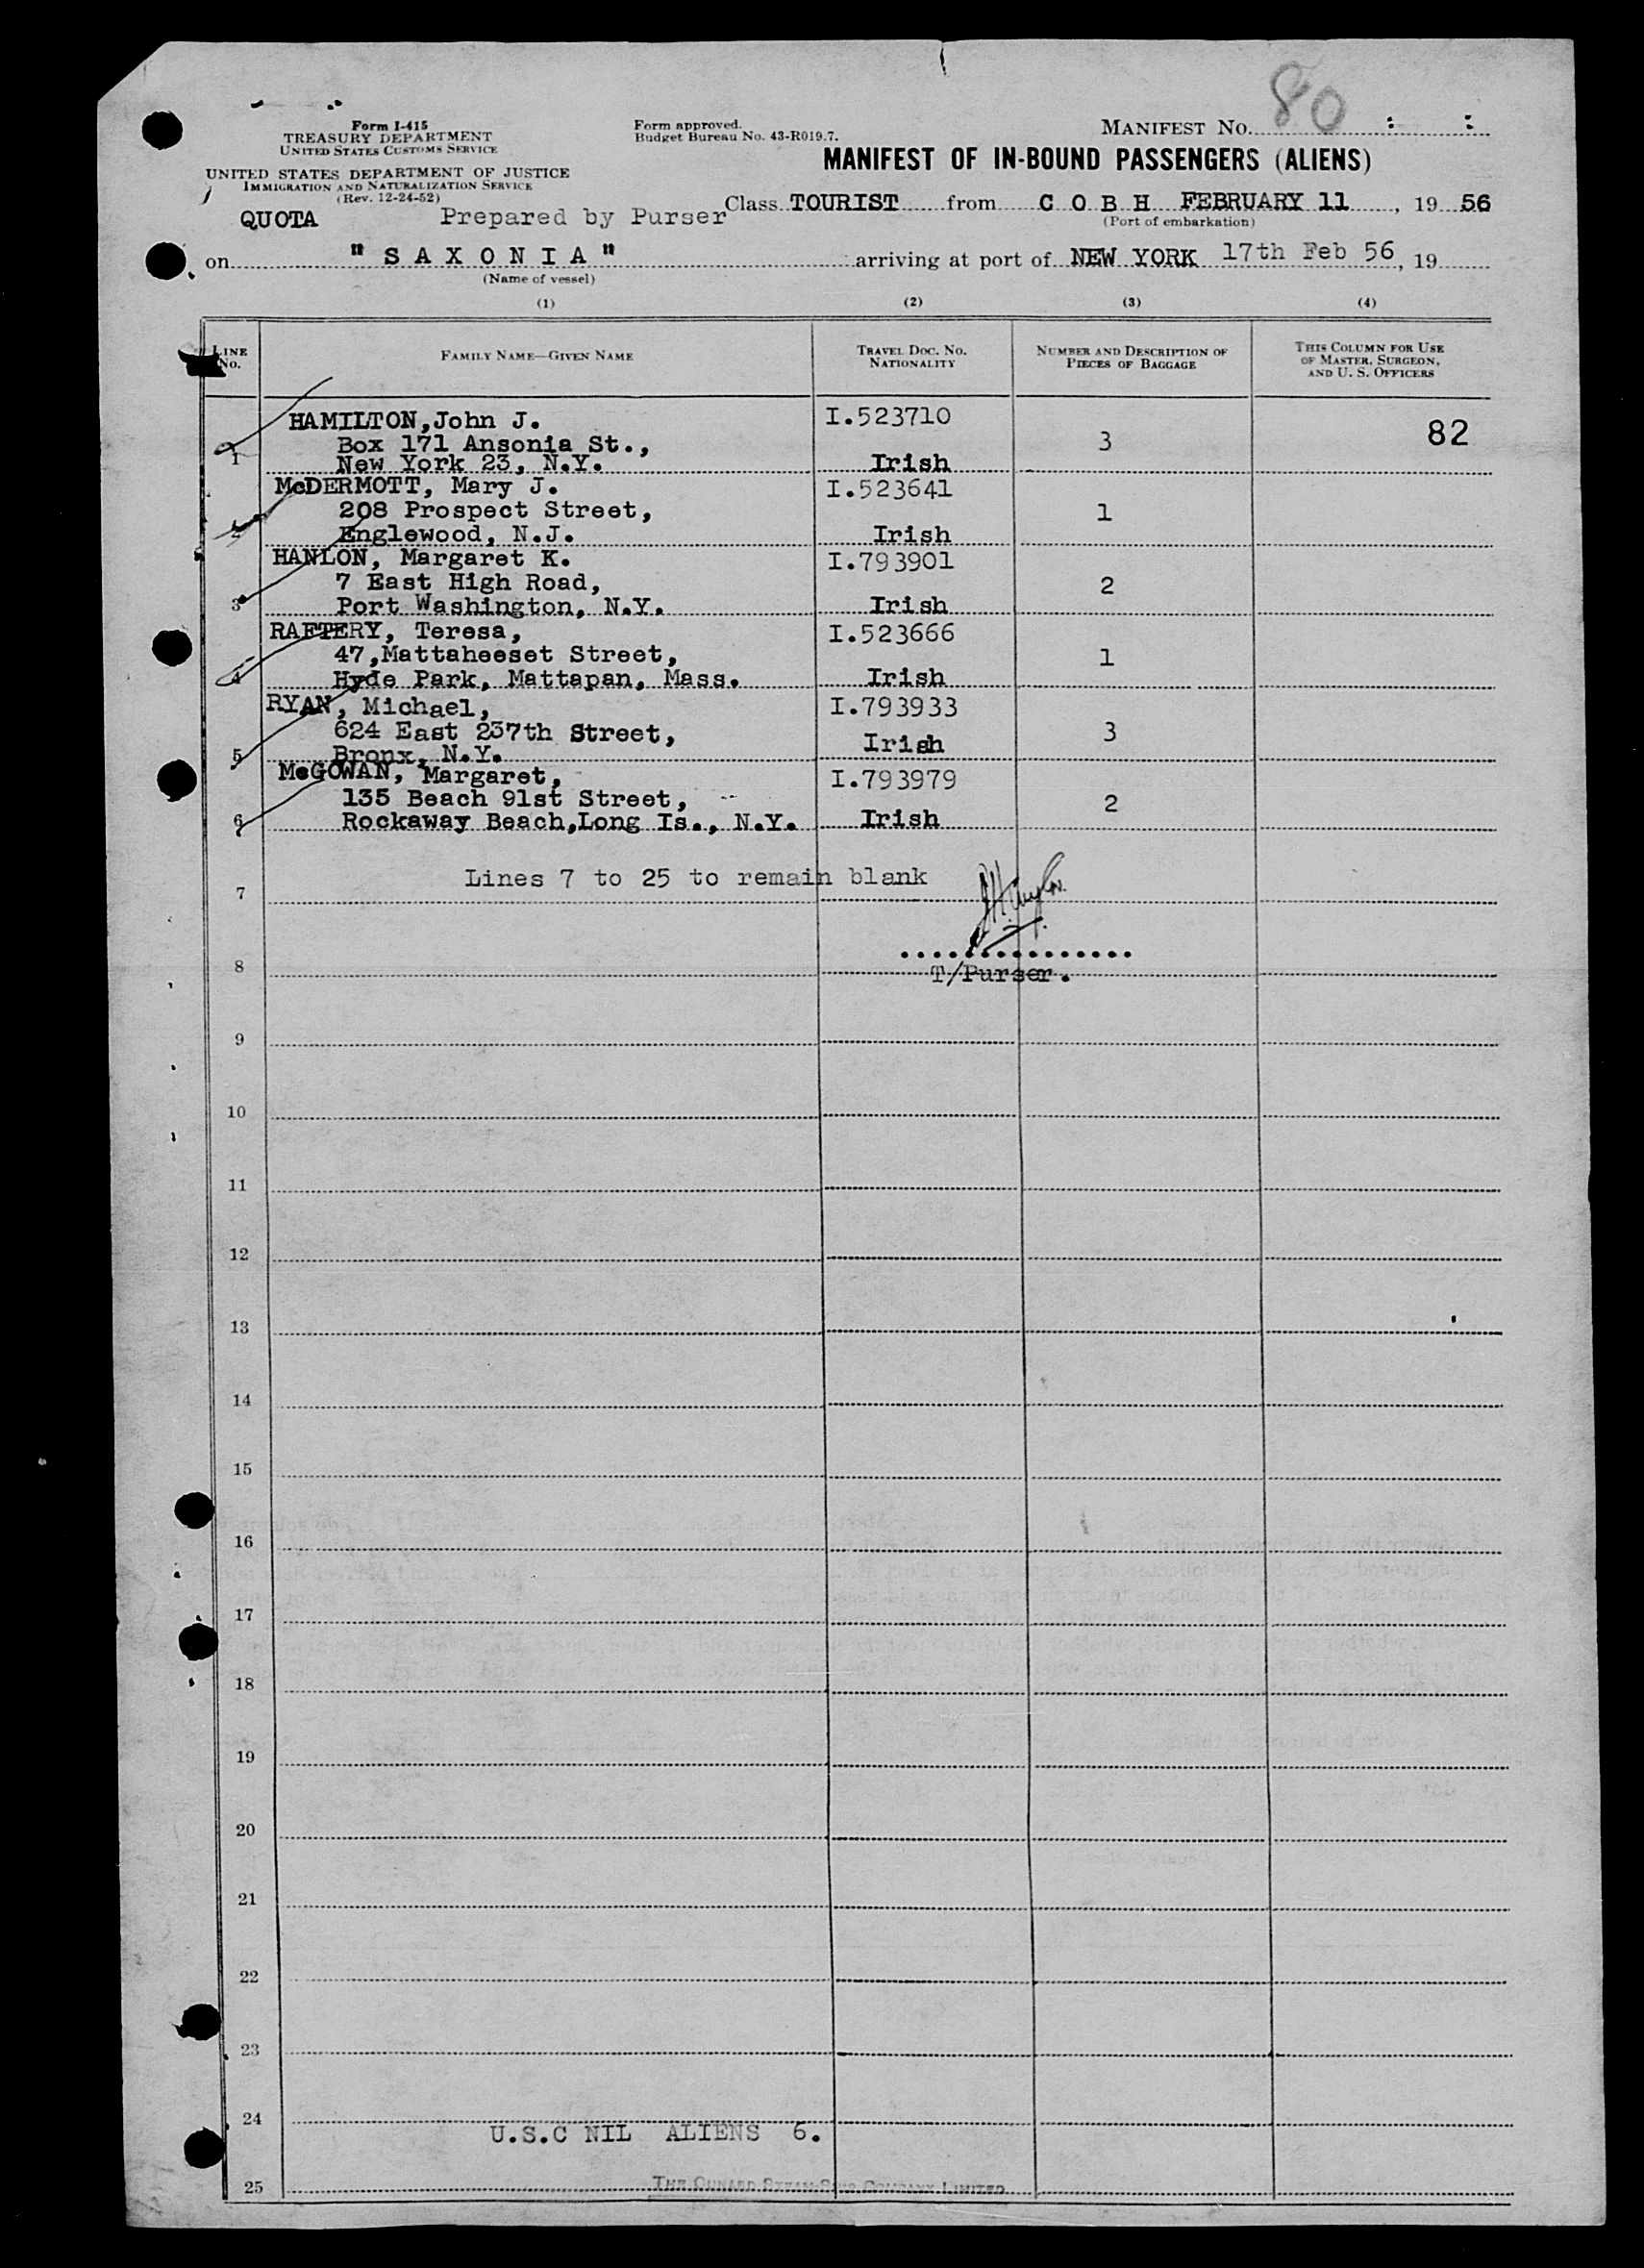 80
Form I-415
TREASURY DEPARTMENT
UNITED STATES CUSTOMS SERVICE
UNITED STATES DEPARTMENT OF JUSTICE
IMMIGRATION AND NATURALIZATION SERVICE
(Rev. 12-24-52)
Form approved.
Budget Bureau No. 43-R019.7.
MANIFEST NO.
MANIFEST OF IN-BOUND PASSENGERS (ALIENS)
QUOTA Prepared by Purser Class TOURIST from C O B H FEBRUARY 11, 19 56
(Port of embarkation)
on "S A X O N I A" arriving at port of NEW YORK 17th Feb 56, 19
(Name of vessel)
(1) (2) (3) (4)
LINE NO.
FAMILY NAME—GIVEN NAME
TRAVEL DOC. NO. NATIONALITY
NUMBER AND DESCRIPTION OF PIECES OF BAGGAGE
THIS COLUMN FOR USE OF MASTER, SURGEON, AND U. S. OFFICERS
HAMILTON,John J. I.523710
Box 171 Ansonia St., 3 82
1 New York 23, N.Y. Irish
McDERMOTT, Mary J. I.523641
208 Prospect Street, 1
2 Englewood, N.J. Irish
HANLON, Margaret K. I.793901
7 East High Road, 2
3 Port Washington, N.Y. Irish
RAFTERY, Teresa, I.523666
47,Mattaheeset Street, 1
4 Hyde Park, Mattapan, Mass. Irish
RYAN, Michael, I.793933
624 East 237th Street, 3
5 Bronx, N.Y. Irish
McGOWAN, Margaret, I.793979
135 Beach 91st Street, 2
6 Rockaway Beach,Long Is., N.Y. Irish
Lines 7 to 25 to remain blank
7
8 T/Purser.
9
10
11
12
13
14
15
16
17
18
19
20
21
22
23
24
U.S.C NIL ALIENS 6.
25 THE CUNARD STEAM-SHIP COMPANY LIMITED